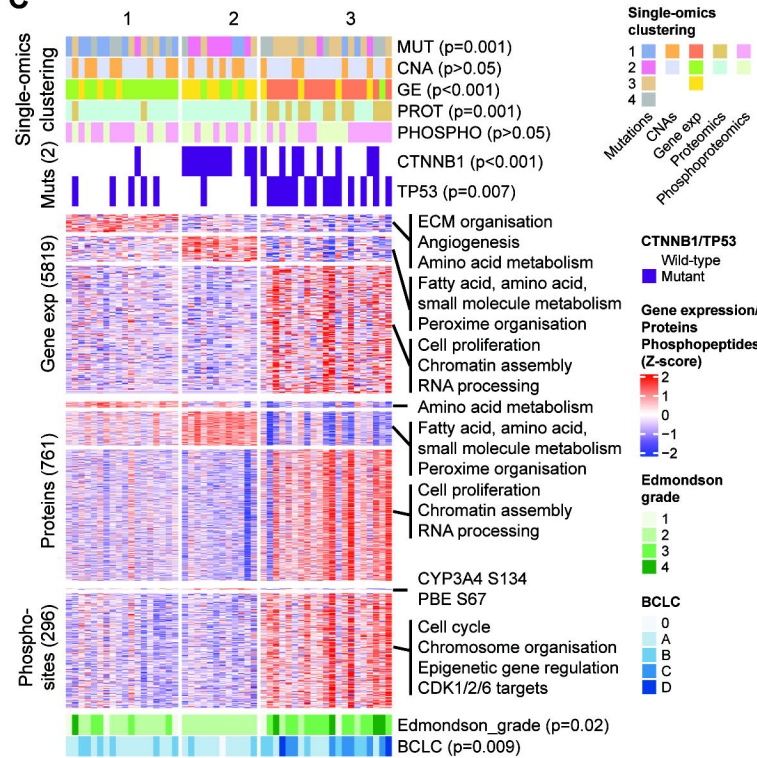 C
1 2 3
Single-omics
clustering
MUT (p=0.001)
CNA (p>0.05)
GE (p<0.001)
PROT (p=0.001)
PHOSPHO (p>0.05)
Muts (2)
CTNNB1 (p<0.001)
TP53 (p=0.007)
Gene exp (5819)
ECM organisation
Angiogenesis
Amino acid metabolism
Fatty acid, amino acid,
small molecule metabolism
Peroxime organisation
Cell proliferation
Chromatin assembly
RNA processing
Proteins (761)
Amino acid metabolism
Fatty acid, amino acid,
small molecule metabolism
Peroxime organisation
Cell proliferation
Chromatin assembly
RNA processing
Phospho-
sites (296)
CYP3A4 S134
PBE S67
Cell cycle
Chromosome organisation
Epigenetic gene regulation
CDK1/2/6 targets
Edmondson_grade (p=0.02)
BCLC (p=0.009)
Single-omics
clustering
1
2
3
4
Mutations
CNAs
Gene exp
Proteomics
Phosphoproteomics
CTNNB1/TP53
Wild-type
Mutant
Gene expression/
Proteins
Phosphopeptides
(Z-score)
2
1
0
−1
−2
Edmondson
grade
1
2
3
4
BCLC
0
A
B
C
D